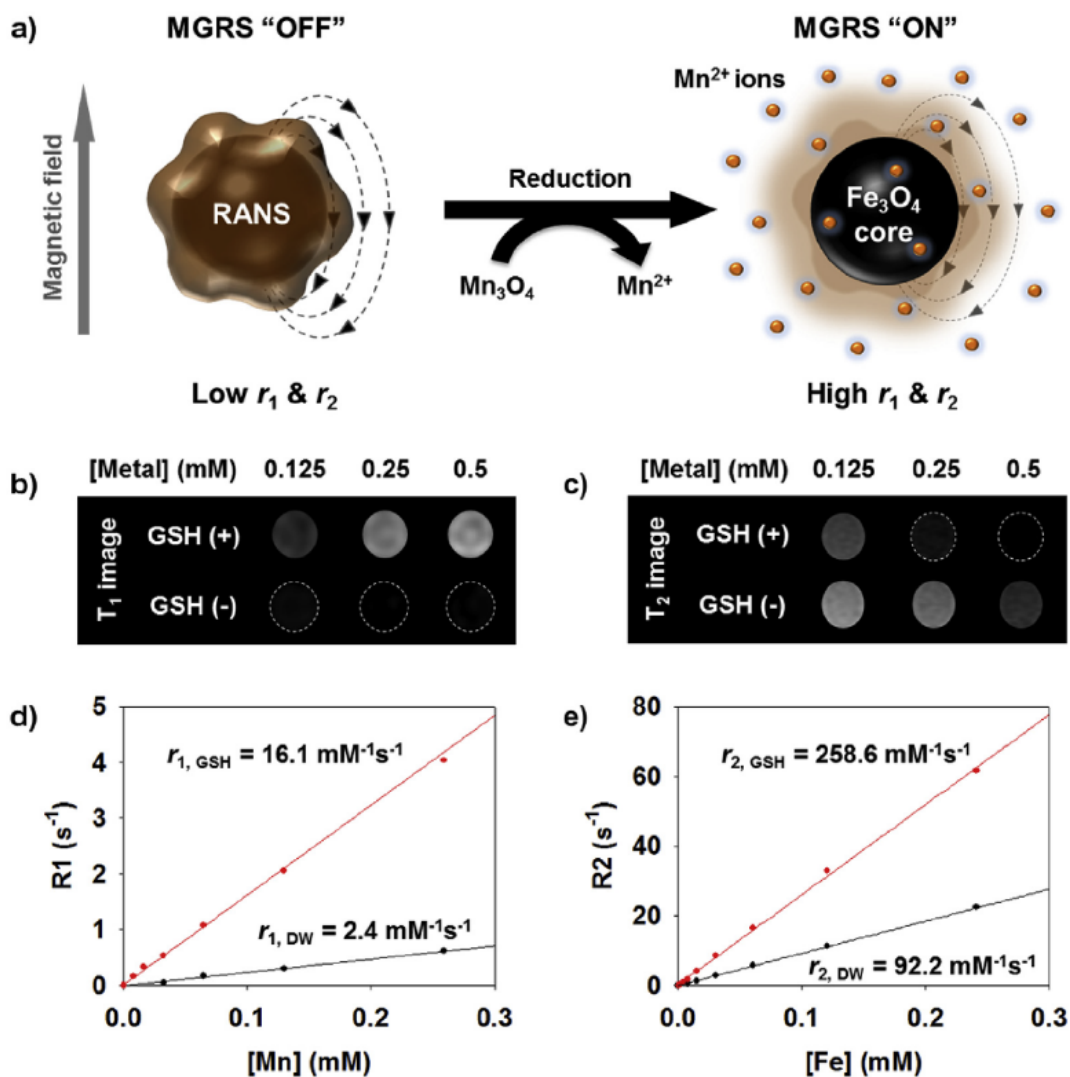 a)
MGRS "OFF"
MGRS "ON"
Magnetic field
RANS
Reduction
Mn₃O₄
Mn²⁺
Mn²⁺ ions
Fe₃O₄
core
Low r₁ & r₂
High r₁ & r₂
b)
[Metal] (mM) 0.125 0.25 0.5
T₁ image
GSH (+)
GSH (-)
c)
[Metal] (mM) 0.125 0.25 0.5
T₂ image
GSH (+)
GSH (-)
d)
R1 (s⁻¹)
5
4
3
2
1
0
r₁, GSH = 16.1 mM⁻¹s⁻¹
r₁, DW = 2.4 mM⁻¹s⁻¹
0.0 0.1 0.2 0.3
[Mn] (mM)
e)
R2 (s⁻¹)
80
60
40
20
0
r₂, GSH = 258.6 mM⁻¹s⁻¹
r₂, DW = 92.2 mM⁻¹s⁻¹
0.0 0.1 0.2 0.3
[Fe] (mM)